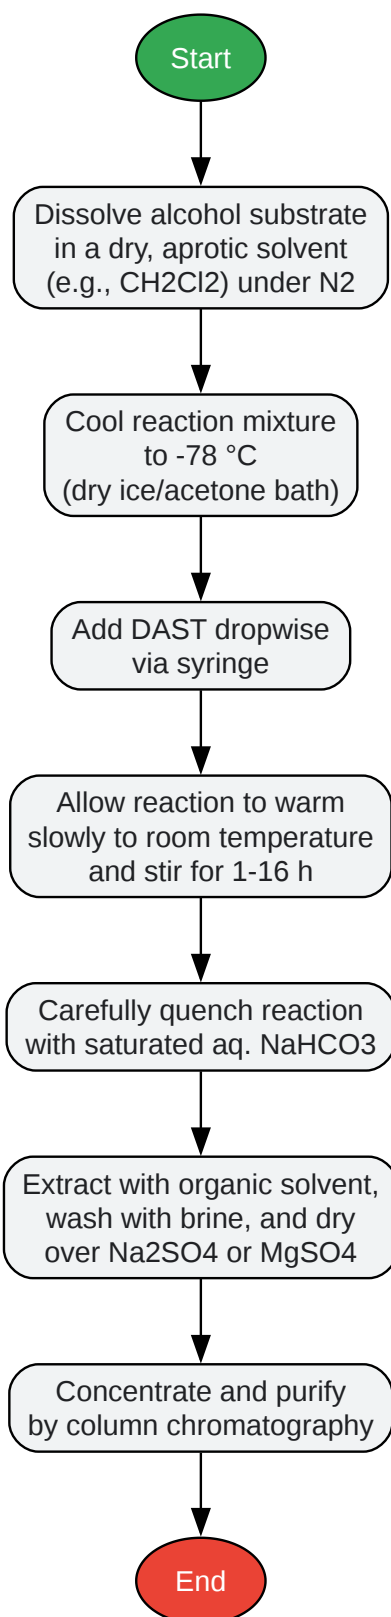 Start
Dissolve alcohol substrate
in a dry, aprotic solvent
(e.g., CH2Cl2) under N2
Cool reaction mixture
to -78 °C
(dry ice/acetone bath)
Add DAST dropwise
via syringe
Allow reaction to warm
slowly to room temperature
and stir for 1-16 h
Carefully quench reaction
with saturated aq. NaHCO3
Extract with organic solvent,
wash with brine, and dry
over Na2SO4 or MgSO4
Concentrate and purify
by column chromatography
End